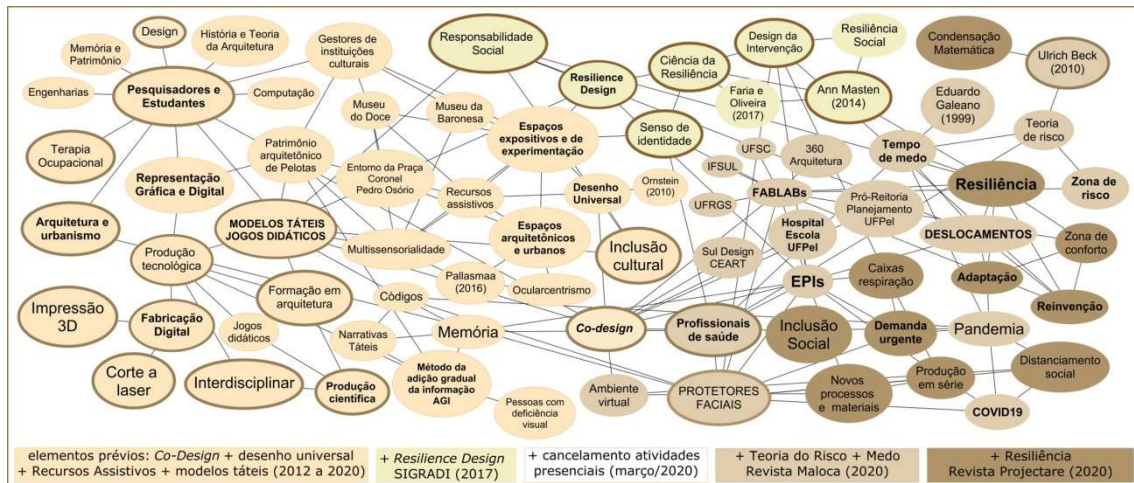 Design
Memória e
Patrimônio
História e Teoria
da Arquitetura
Gestores de
instituições
culturais
Responsabilidade
Social
Design da
Intervenção
Resiliência
Social
Condensação
Matemática
Ulrich Beck
(2010)
Engenharias
Pesquisadores e
Estudantes
Computação
Museu
do Doce
Museu da
Baronesa
Resilience
Design
Ciência da
Resiliência
Faria e
Oliveira
(2017)
Ann Masten
(2014)
Eduardo
Galeano
(1999)
Teoria
de risco
Terapia
Ocupacional
Patrimônio
arquitetônico
de Pelotas
Espaços
expositivos e de
experimentação
Senso de
identidade
UFSC
360
Arquitetura
Tempo
de medo
Representação
Gráfica e Digital
Entorno da Praça
Coronel
Pedro Osório
Recursos
assistivos
Desenho
Universal
Ornstein
(2010)
IFSUL
FABLABs
UFRGS
Pró-Reitoria
Planejamento
UFPel
Resiliência
Zona de
risco
Arquitetura e
urbanismo
MODELOS TÁTEIS
JOGOS DIDÁTICOS
Multissensorialidade
Espaços
arquitetônicos
e urbanos
Inclusão
cultural
Hospital
Escola
UFPel
DESLOCAMENTOS
Zona de
conforto
Produção
tecnológica
Pallasmaa
(2016)
Ocularcentrismo
Sul Design
CEART
EPIs
Caixas
respiração
Adaptação
Reinvenção
Impressão
3D
Fabricação
Digital
Formação em
arquitetura
Códigos
Jogos
didáticos
Narrativas
Táteis
Memória
Co-design
Profissionais
de saúde
Inclusão
Social
Demanda
urgente
Pandemia
Corte a
laser
Interdisciplinar
Produção
científica
Método da
adição gradual
da informação
AGI
Pessoas com
deficiência
visual
Ambiente
virtual
PROTETORES
FACIAIS
Novos
processos
e materiais
Produção
em série
Distanciamento
social
COVID19
elementos prévios: Co-Design + desenho universal
+ Recursos Assistivos + modelos táteis (2012 a 2020)
+ Resilience Design
SIGRADI (2017)
+ cancelamento atividades
presenciais (março/2020)
+ Teoria do Risco + Medo
Revista Maloca (2020)
+ Resiliência
Revista Projectare (2020)